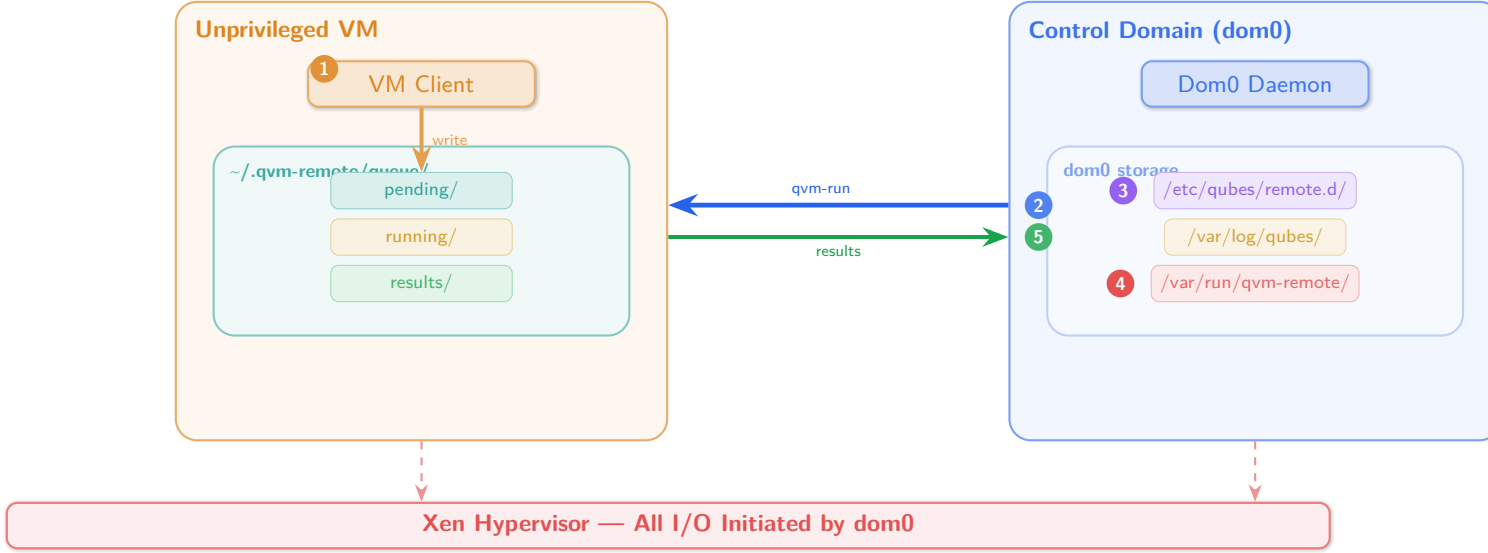 Unprivileged VM
1
VM Client
write
~/.qvm-remote/queue/
pending/
running/
results/
qvm-run
results
Control Domain (dom0)
Dom0 Daemon
dom0 storage
3
/etc/qubes/remote.d/
2
/var/log/qubes/
5
4
/var/run/qvm-remote/
Xen Hypervisor — All I/O Initiated by dom0